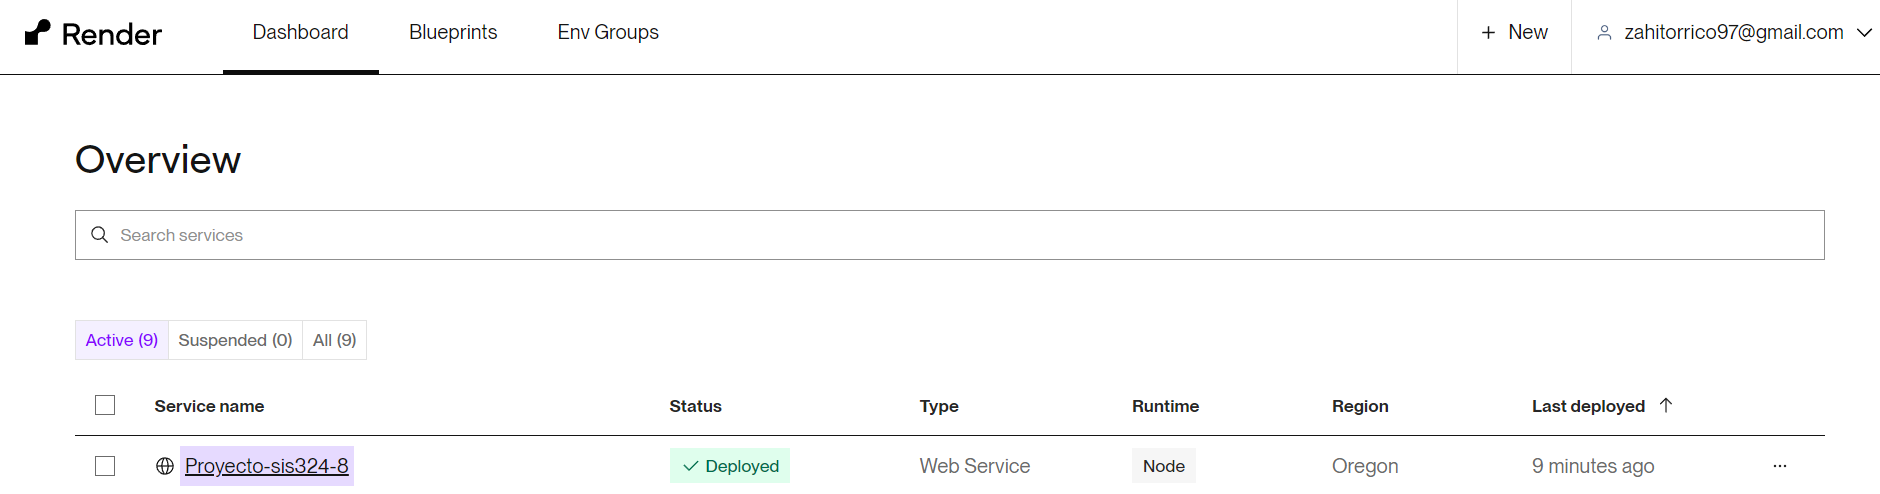 Render Dashboard Blueprints Env Groups + New zahitorrico97@gmail.com
Overview
Search services
Active (9) Suspended (0) All (9)
Service name Status Type Runtime Region Last deployed ↑
Proyecto-sis324-8 Deployed Web Service Node Oregon 9 minutes ago ...